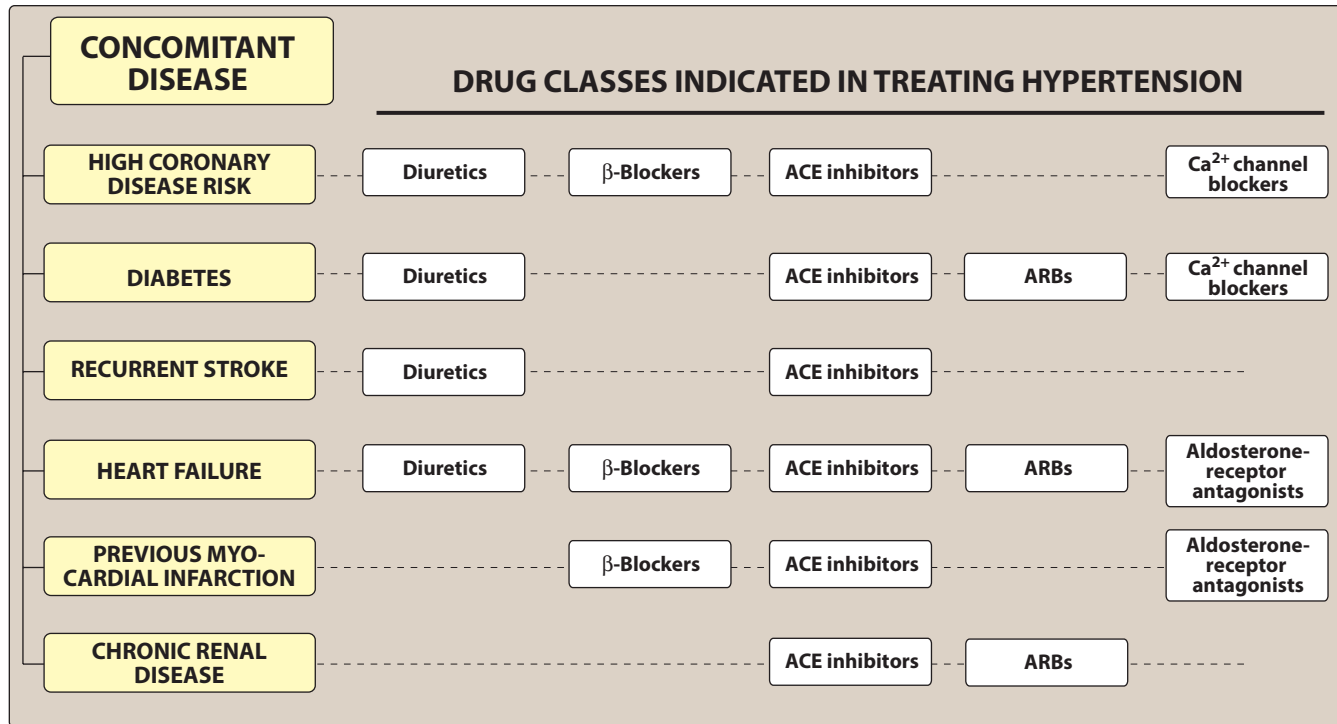 CONCOMITANT
DISEASE
DRUG CLASSES INDICATED IN TREATING HYPERTENSION
HIGH CORONARY
DISEASE RISK
Diuretics
β-Blockers
ACE inhibitors
Ca2+ channel
blockers
DIABETES
Diuretics
ACE inhibitors
ARBs
Ca2+ channel
blockers
RECURRENT STROKE
Diuretics
ACE inhibitors
HEART FAILURE
Diuretics
β-Blockers
ACE inhibitors
ARBs
Aldosterone-
receptor
antagonists
PREVIOUS MYO-
CARDIAL INFARCTION
β-Blockers
ACE inhibitors
Aldosterone-
receptor
antagonists
CHRONIC RENAL
DISEASE
ACE inhibitors
ARBs